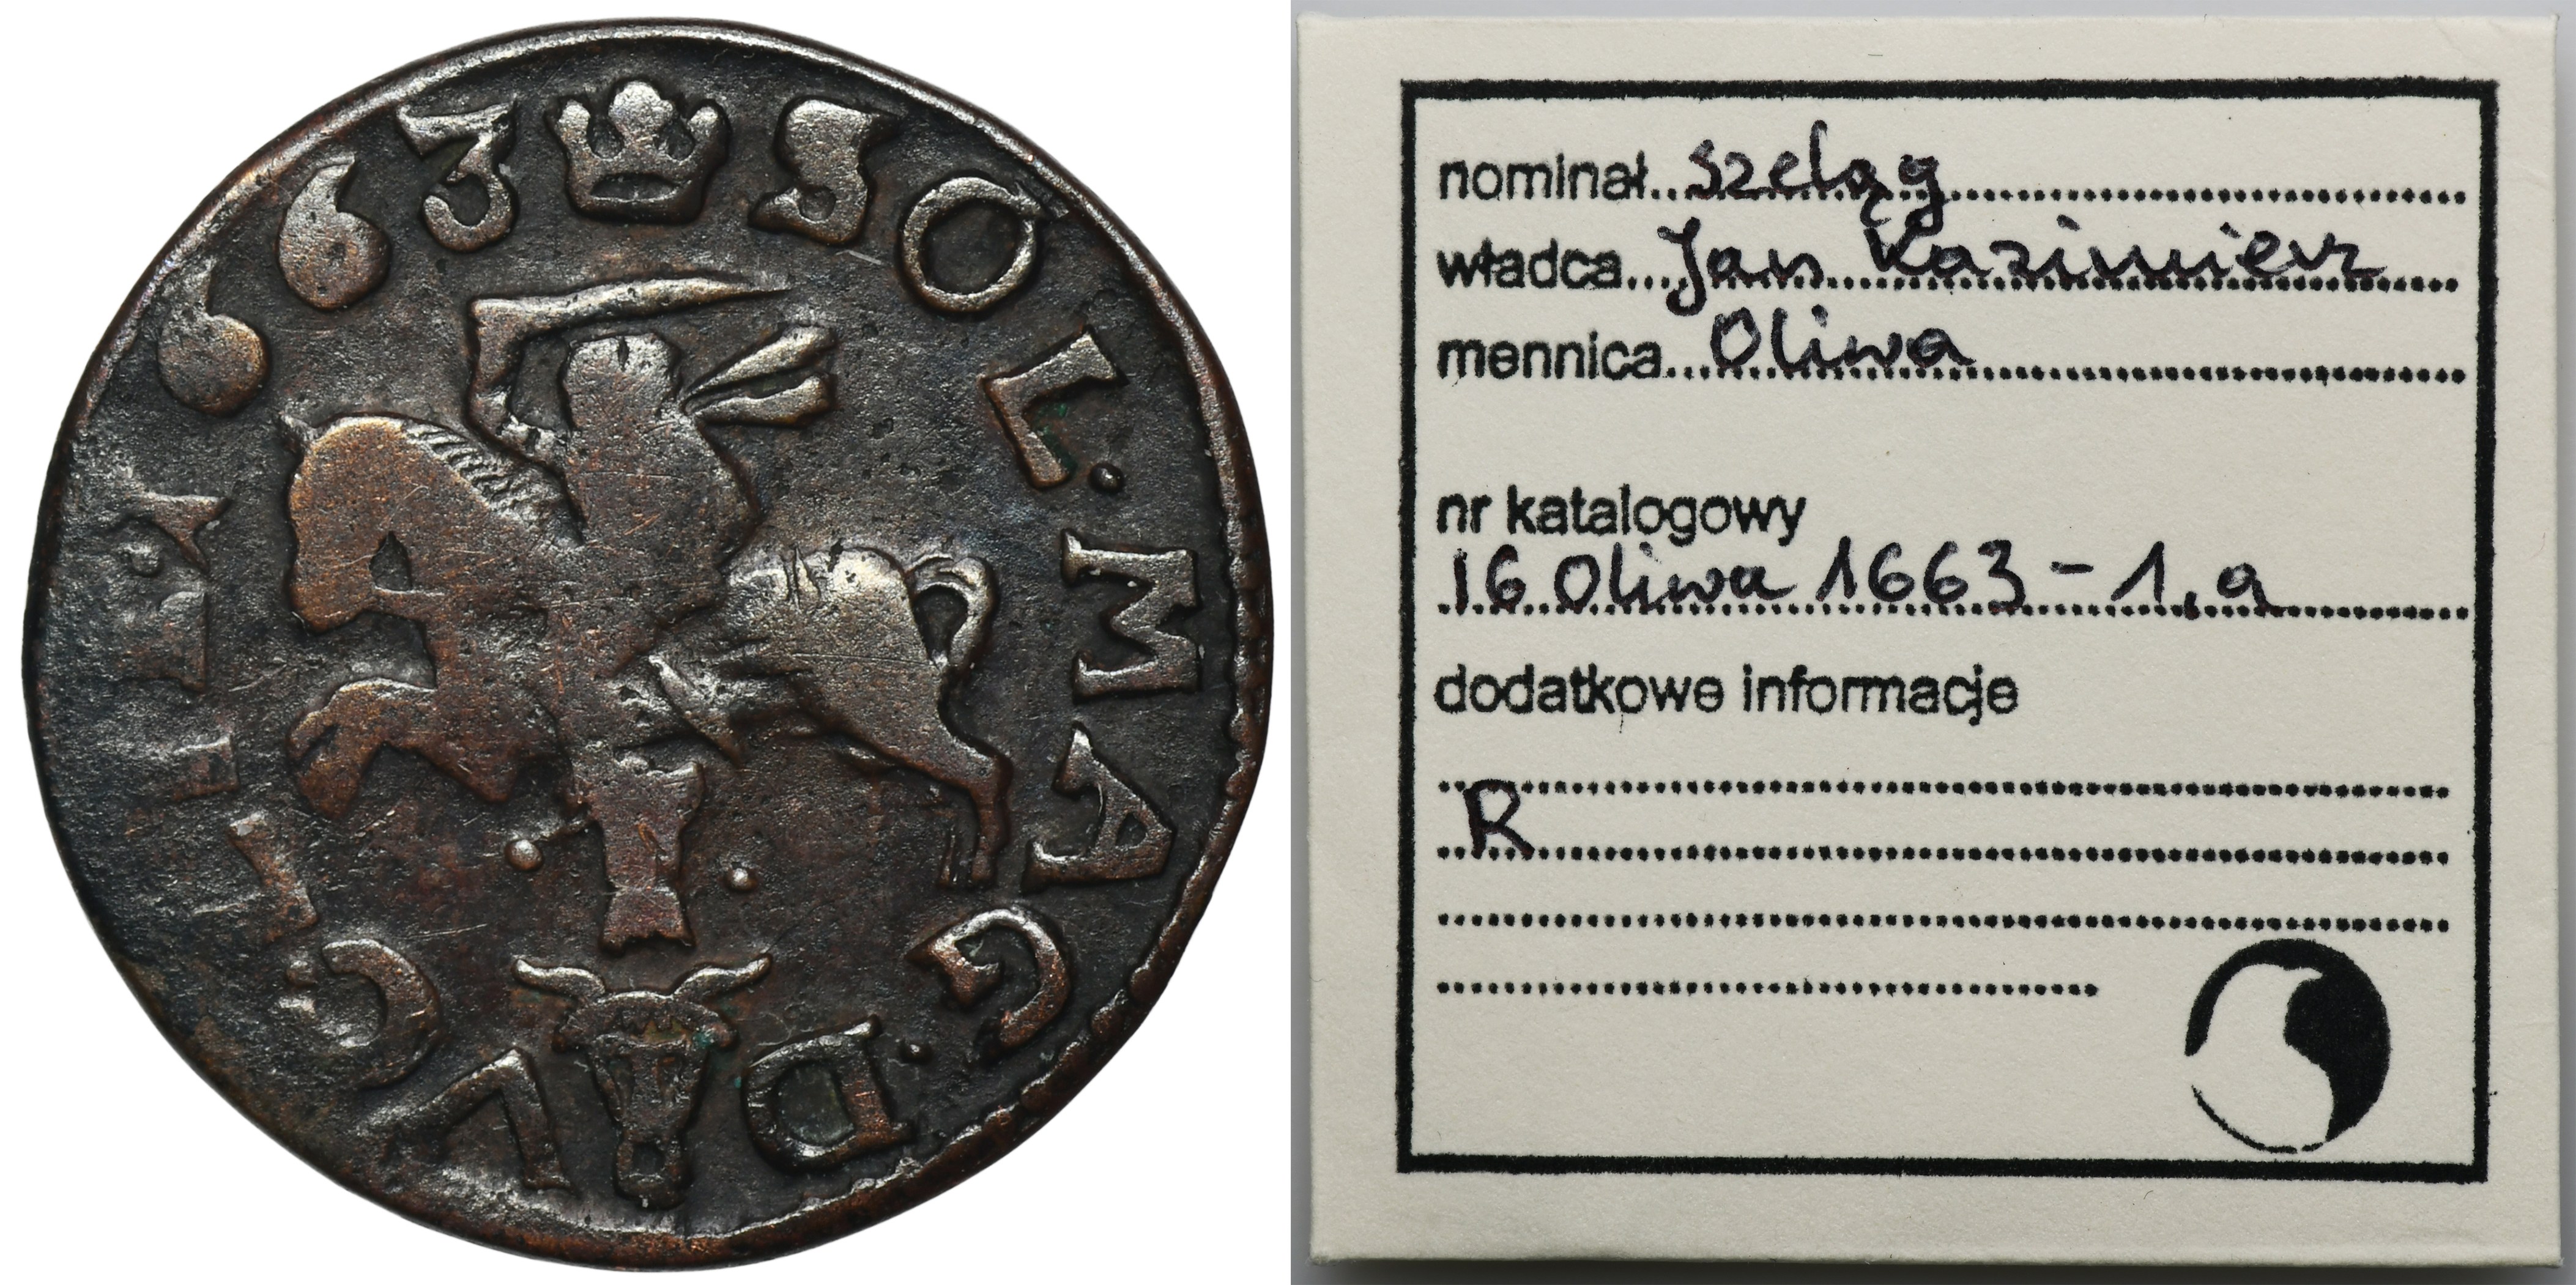 SOL·MAG·DVC·LIT·1663
nominał szeląg
władca Jan Kazimierz
mennica Oliwa
nr katalogowy
16 Oliwa 1663 - 1, a
dodatkowe informacje
R